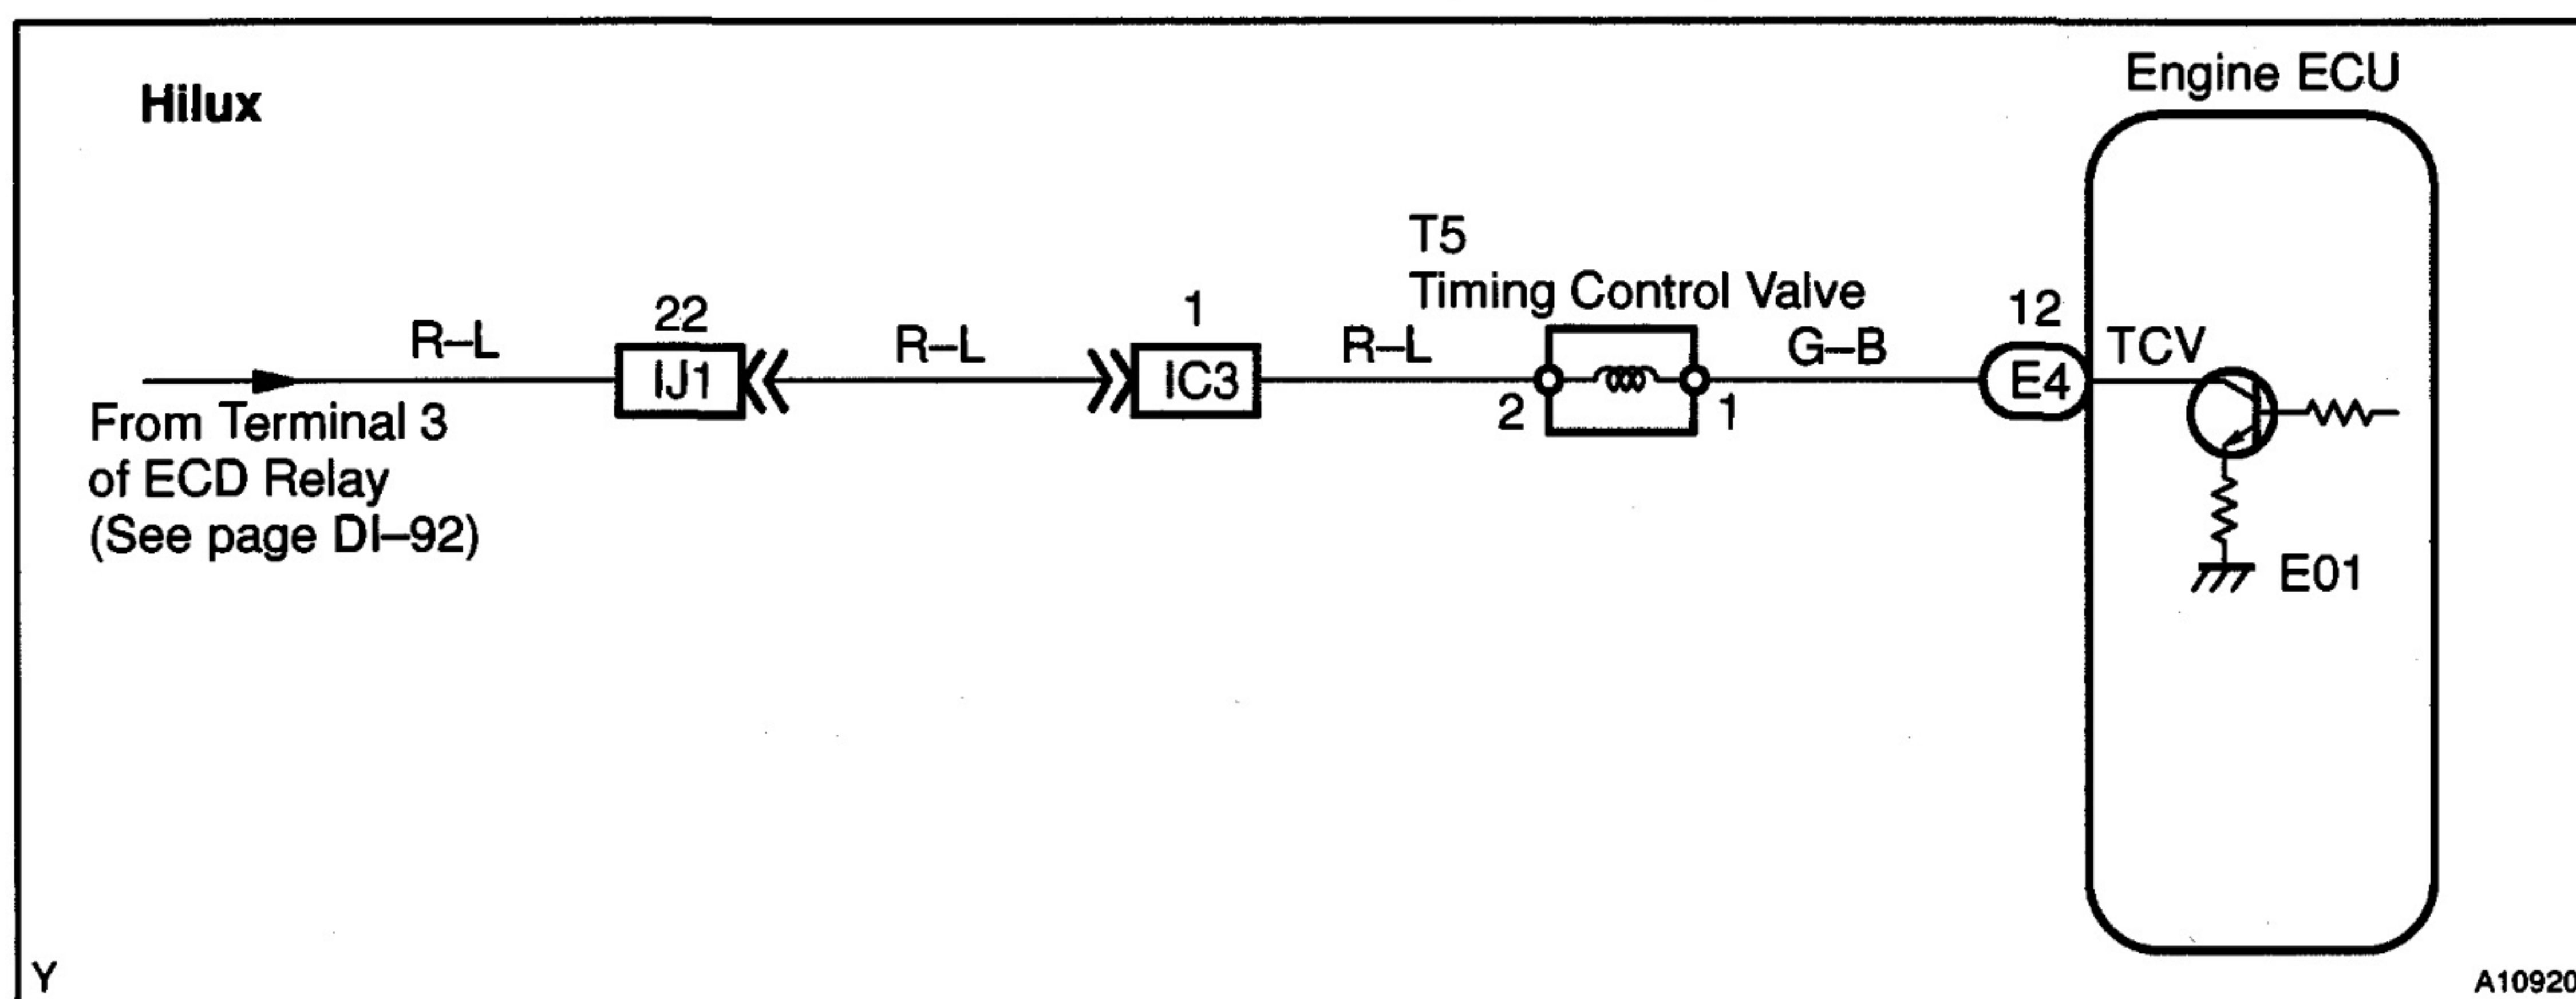 Hilux
Engine ECU
T5
Timing Control Valve
R–L
22
IJ1
R–L
1
IC3
R–L
2
1
G–B
12
E4
TCV
From Terminal 3
of ECD Relay
(See page DI–92)
E01
Y
A10920